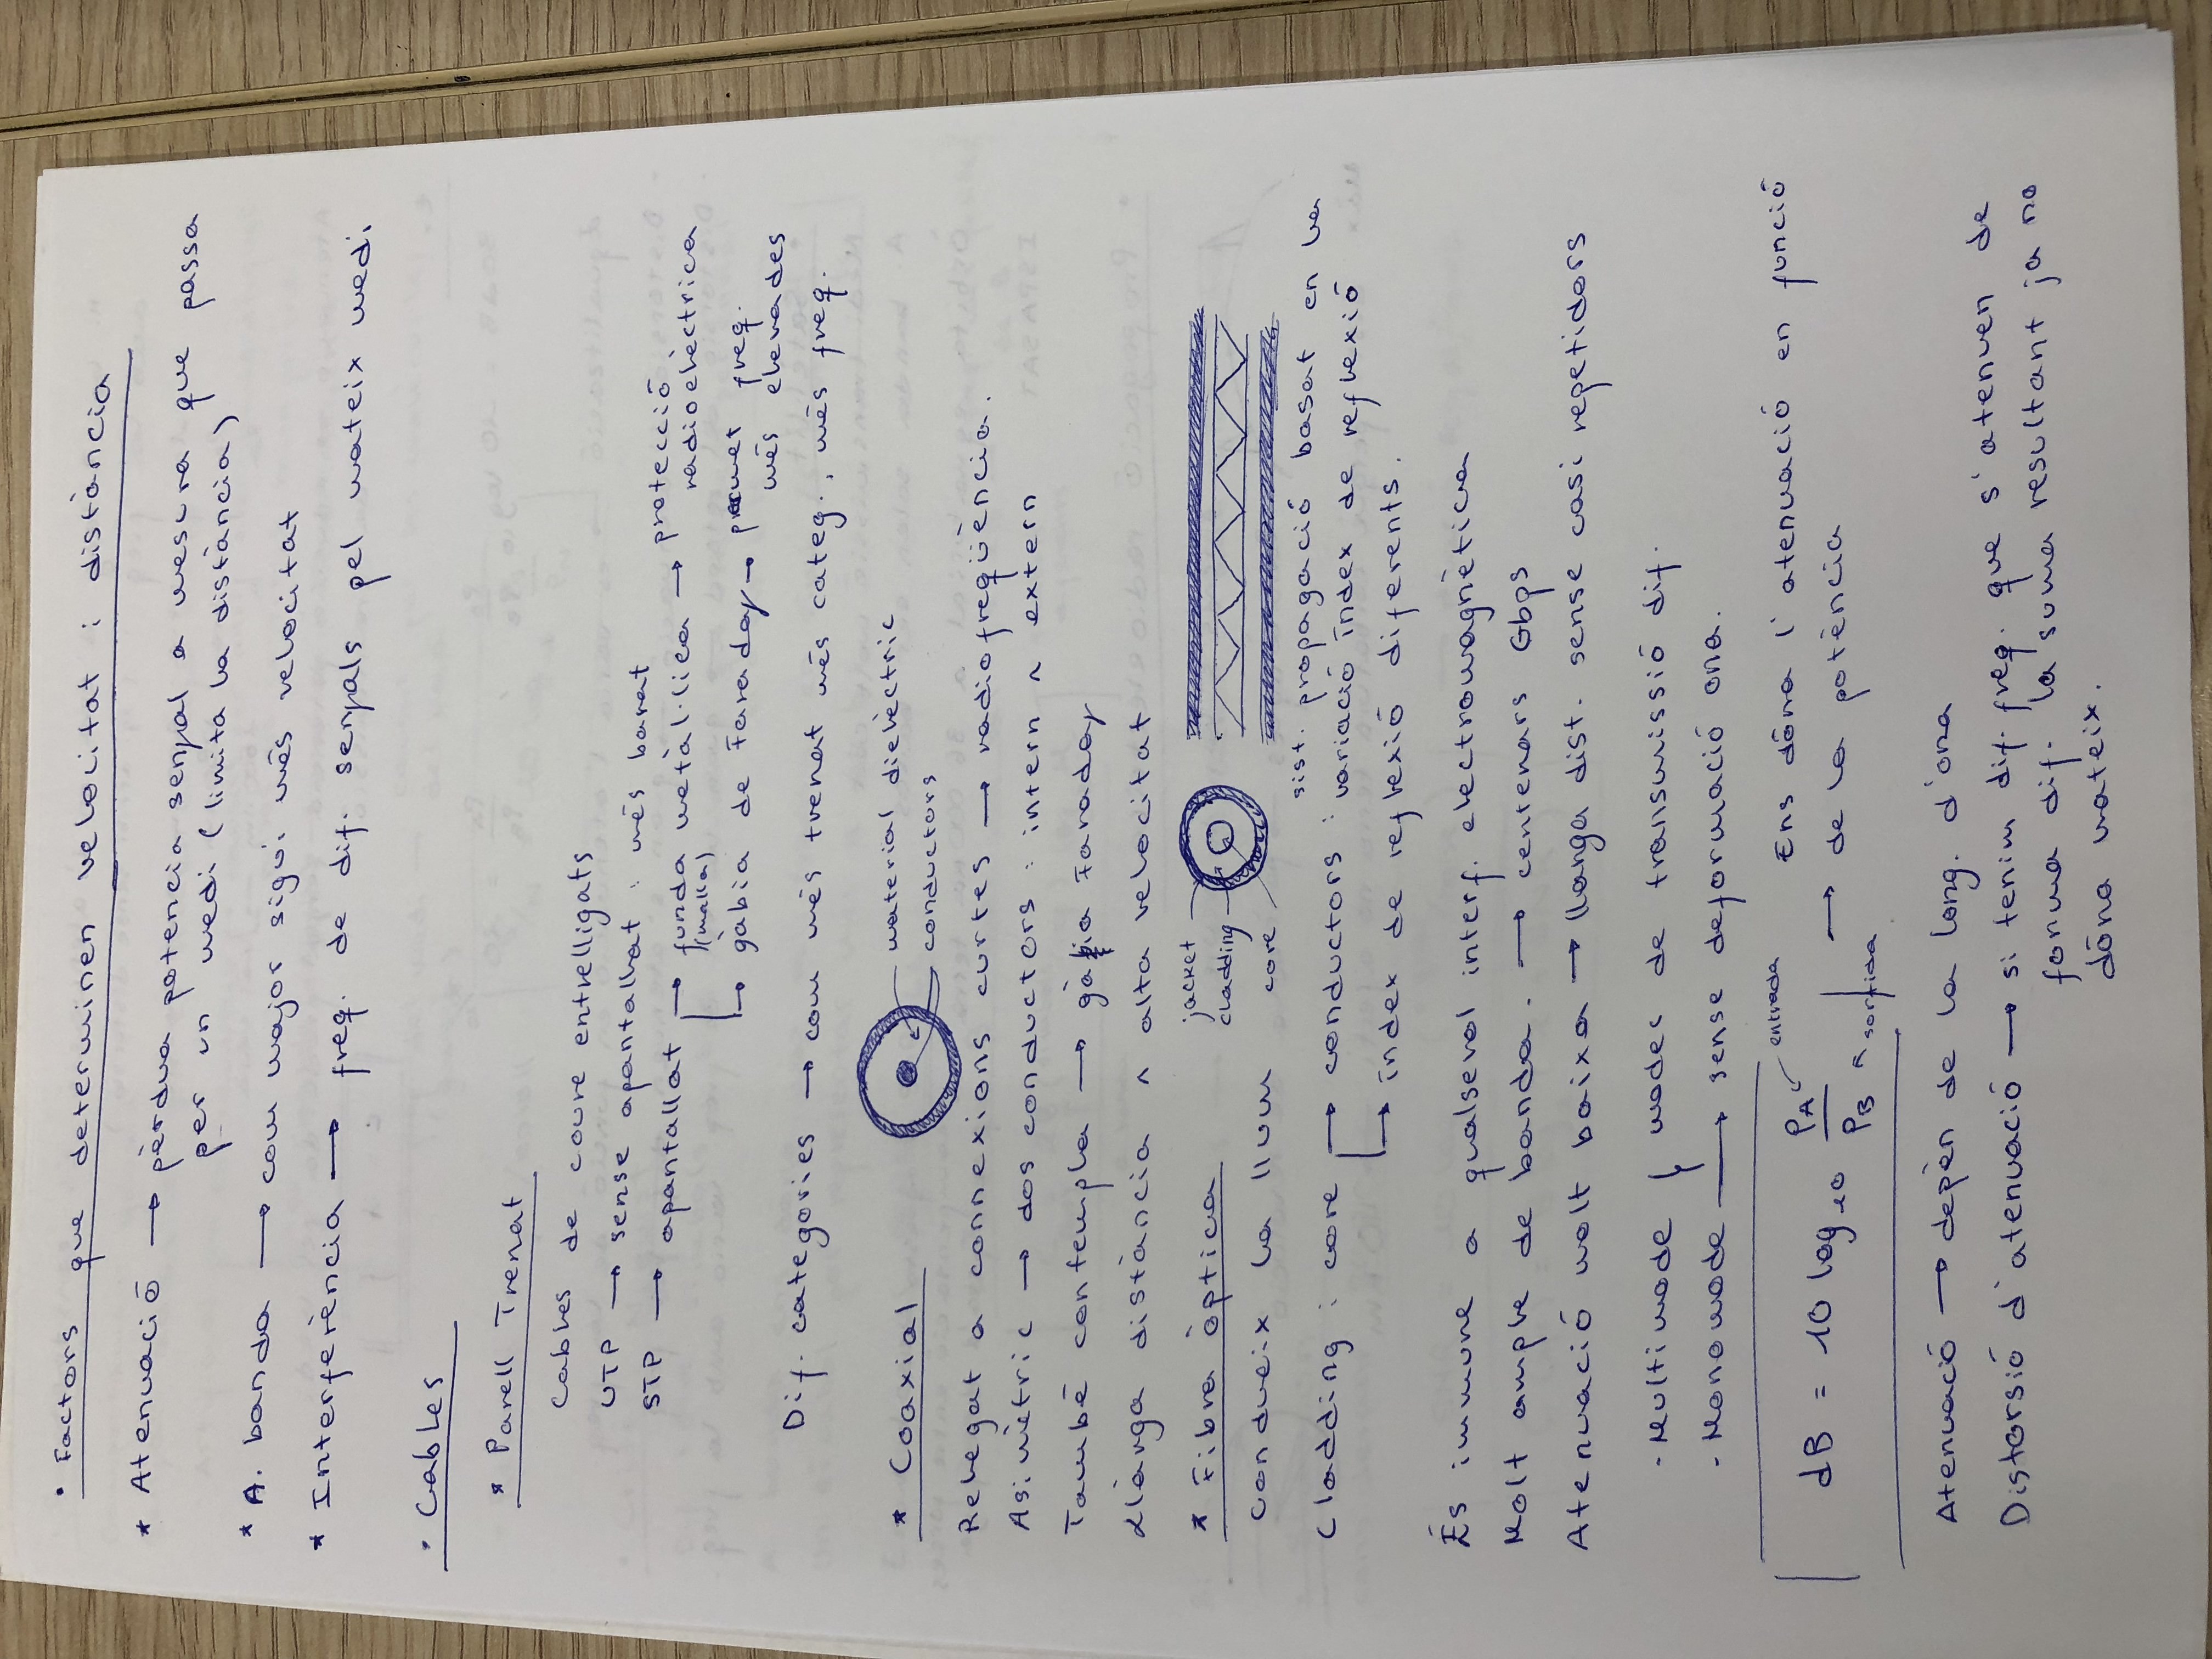 · Factors que determinen velocitat i distància
* Atenuació → pèrdua potencia senyal a mesura que passa
per un medi (limita la distància)
* A. banda → com major sigui més velocitat
* Interferència → freq. de dif. senyals pel mateix medi
· Cables
* Parell Trenat
Cables de coure entrelligats
UTP → sense apantallat : més barat
STP → apantallat → funda metàl·lica → protecció
(malla) radioelèctrica
→ gàbia de Faraday → permet freq.
més elevades
Dif. categories → com més trenat més categ., més freq.
* Coaxial
material dielèctric
conductors
Relegat a connexions curtes → radiofreqüència.
Asimètric → dos conductors : intern ∧ extern
També contempla → gàbia Faraday
Llarga distància ∧ alta velocitat
* Fibra òptica
jacket
cladding
core
Condueix la llum
Cladding i core → conductors : sist. propagació basat en la
variació índex de reflexió
→ índex de reflexió diferents.
És immune a qualsevol interf. electromagnètica
Molt ample de banda. → centenars Gbps
Atenuació molt baixa → llarga dist. sense casi repetidors
- Multimode { modes de transmissió dif.
- Monomode → sense deformació ona.
dB = 10 log₁₀ P_A / P_B
entrada
sortida
→ Ens dóna l'atenuació en funció
de la potència
Atenuació → depèn de la long. d'ona
Distorsió d'atenuació → si tenim dif. freq. que s'atenuen de
forma dif. la suma resultant ja no
dóna mateix.